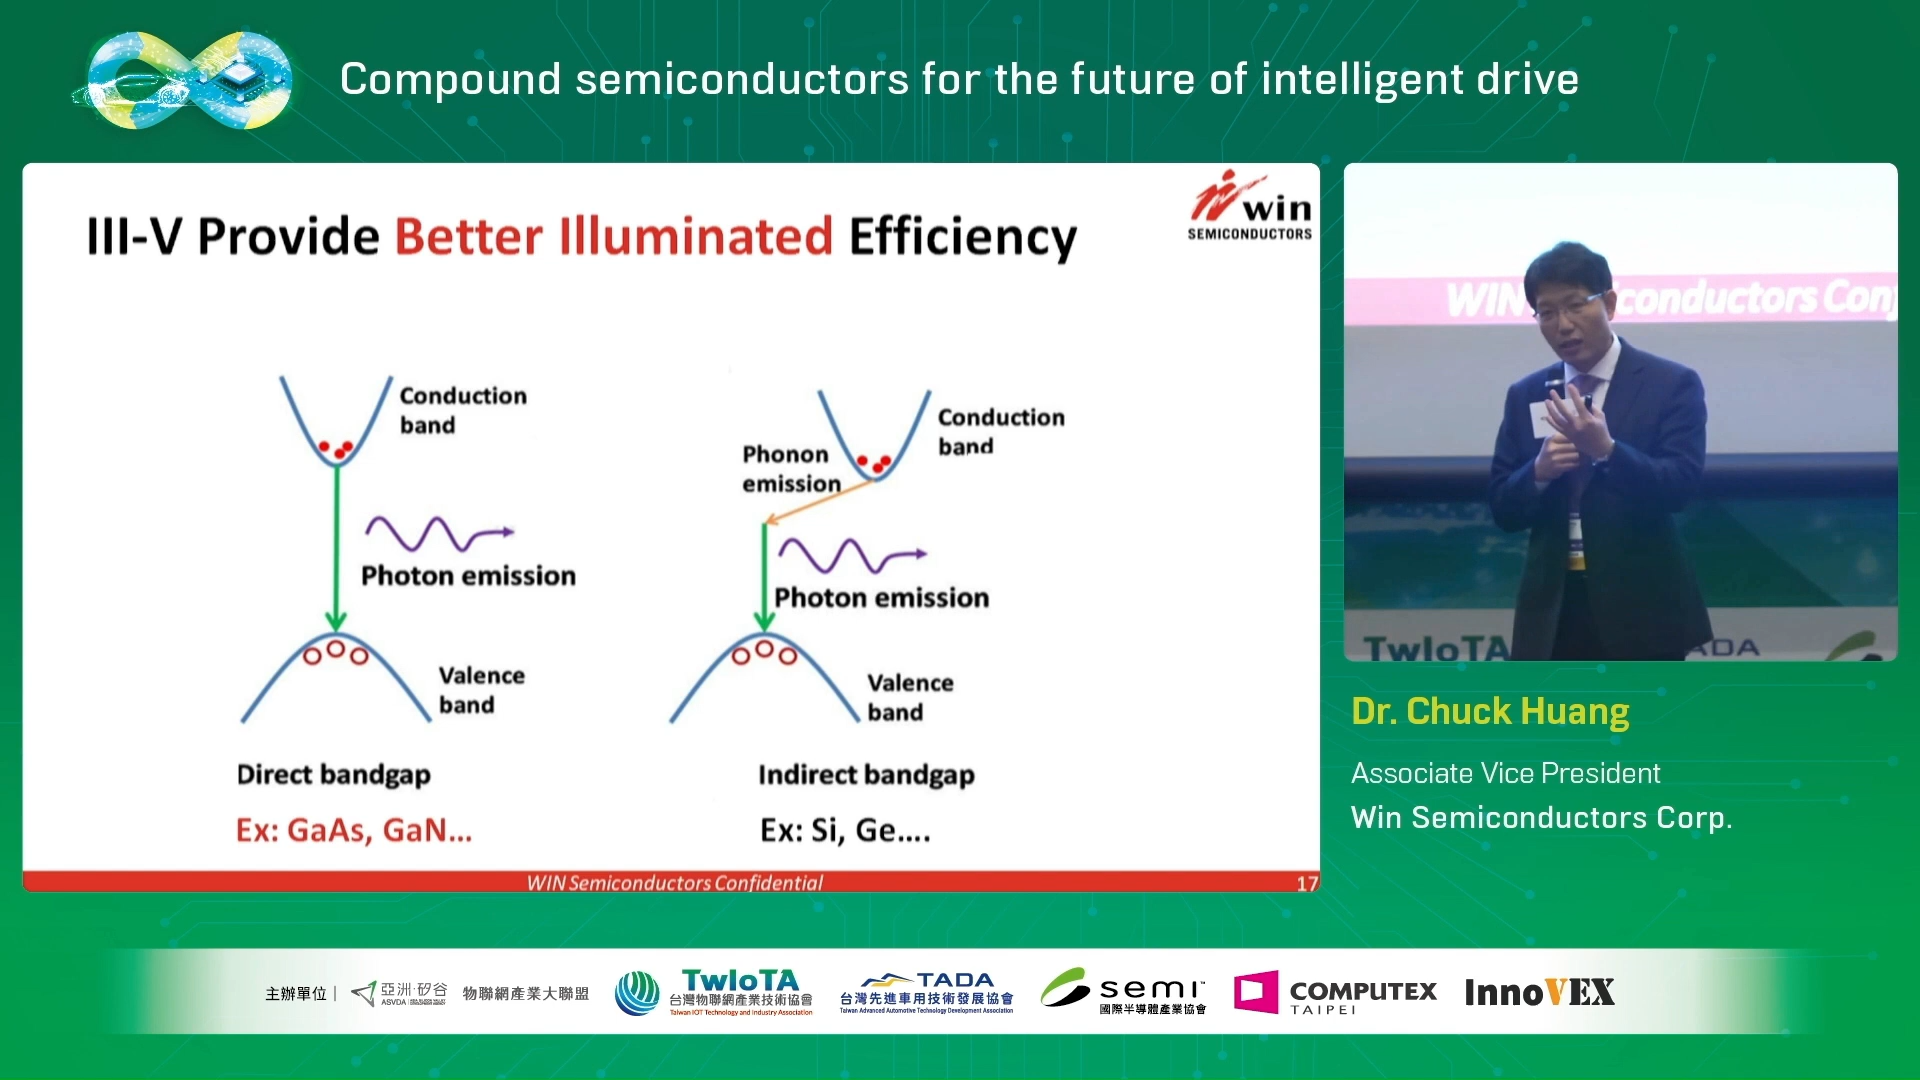 Compound semiconductors for the future of intelligent drive
III-V Provide Better Illuminated Efficiency
win
SEMICONDUCTORS
Conduction
band
Photon emission
Valence
band
Direct bandgap
Ex: GaAs, GaN...
Phonon
emission
Conduction
band
Photon emission
Valence
band
Indirect bandgap
Ex: Si, Ge....
WIN Semiconductors Confidential
17
WIN
conductors Con
TwIoTA
ADA
Dr. Chuck Huang
Associate Vice President
Win Semiconductors Corp.
主辦單位
亞洲·矽谷
物聯網產業大聯盟
TwIoTA
台灣物聯網產業技術協會
Taiwan IOT Technology and Industry Association
TADA
台灣先進車用技術發展協會
Taiwan Advanced Automotive Technology Development Association
semi
國際半導體產業協會
COMPUTEX
TAIPEI
InnoVEX